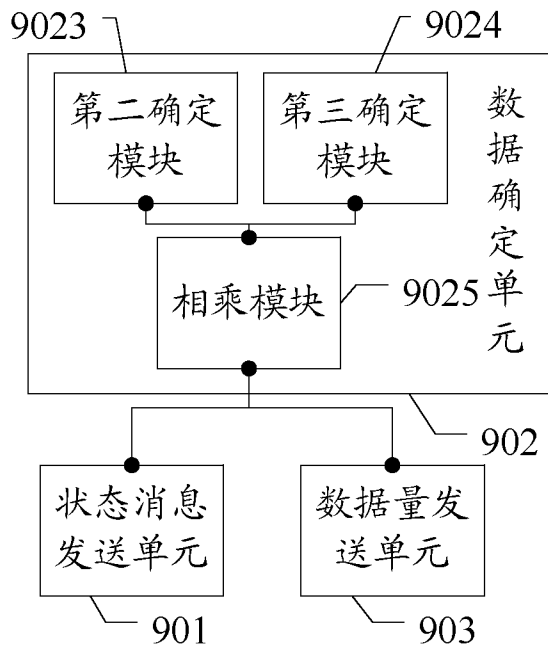 9023
9024
第二确定
模块
第三确定
模块
数据确定单元
相乘模块
9025
902
状态消息
发送单元
数据量发
送单元
901
903